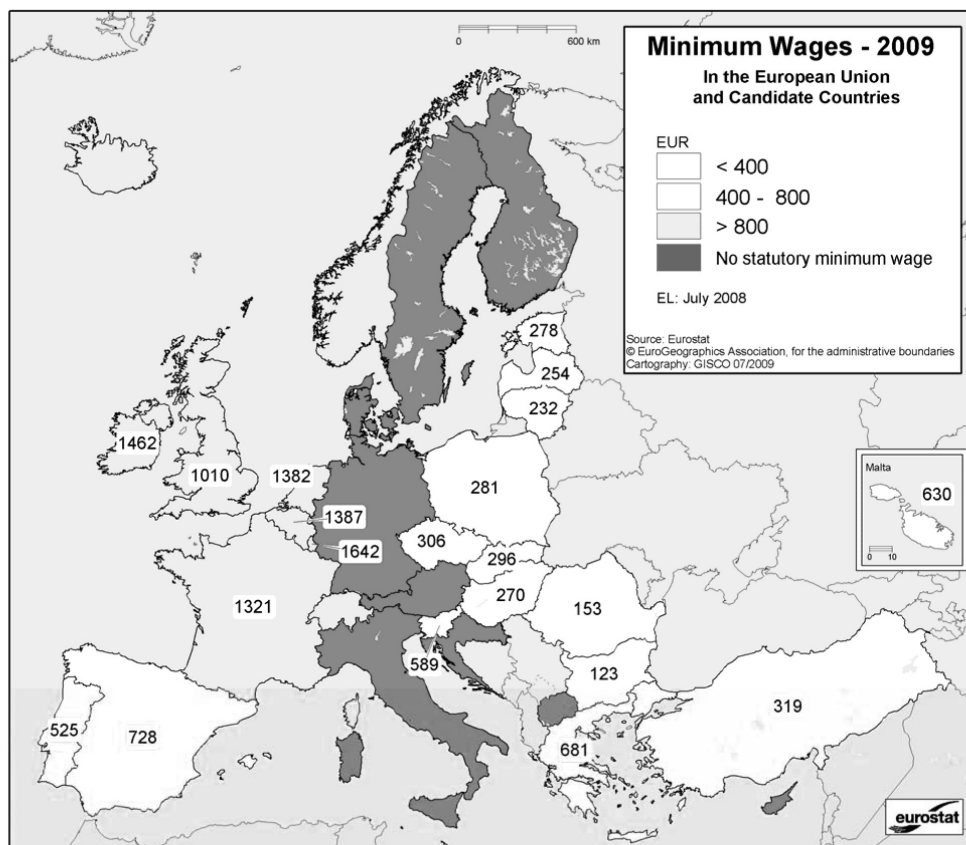 0
600 km
Minimum Wages - 2009
In the European Union
and Candidate Countries
EUR
< 400
400 - 800
> 800
No statutory minimum wage
EL: July 2008
Source: Eurostat
© EuroGeographics Association, for the administrative boundaries
Cartography: GISCO 07/2009
278
254
232
1462
1010
1382
281
1387
306
1642
296
270
1321
153
589
123
525
728
681
319
Malta
630
0
10
eurostat